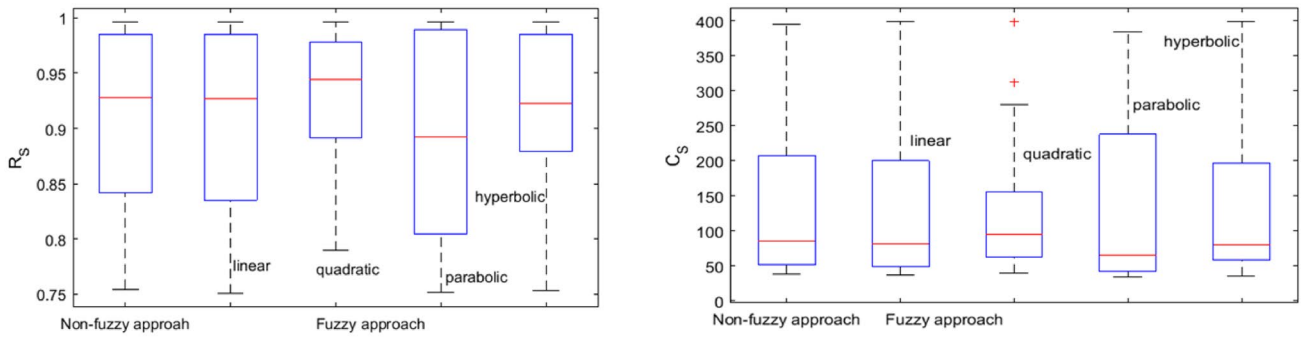 1
0.95
0.9
0.85
0.8
0.75
R_S
linear
quadratic
parabolic
hyperbolic
Non-fuzzy approah
Fuzzy approach
400
350
300
250
200
150
100
50
0
C_S
linear
quadratic
parabolic
hyperbolic
Non-fuzzy approach
Fuzzy approach